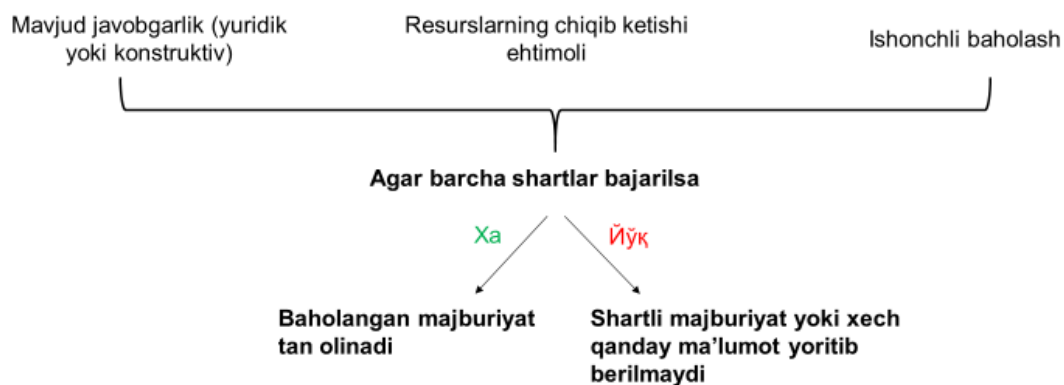 Mavjud javobgarlik (yuridik
yoki konstruktiv)
Resurslarning chiqib ketishi
ehtimoli
Ishonchli baholash
Agar barcha shartlar bajarilsa
Ха
Йўқ
Baholangan majburiyat
tan olinadi
Shartli majburiyat yoki xech
qanday ma’lumot yoritib
berilmaydi